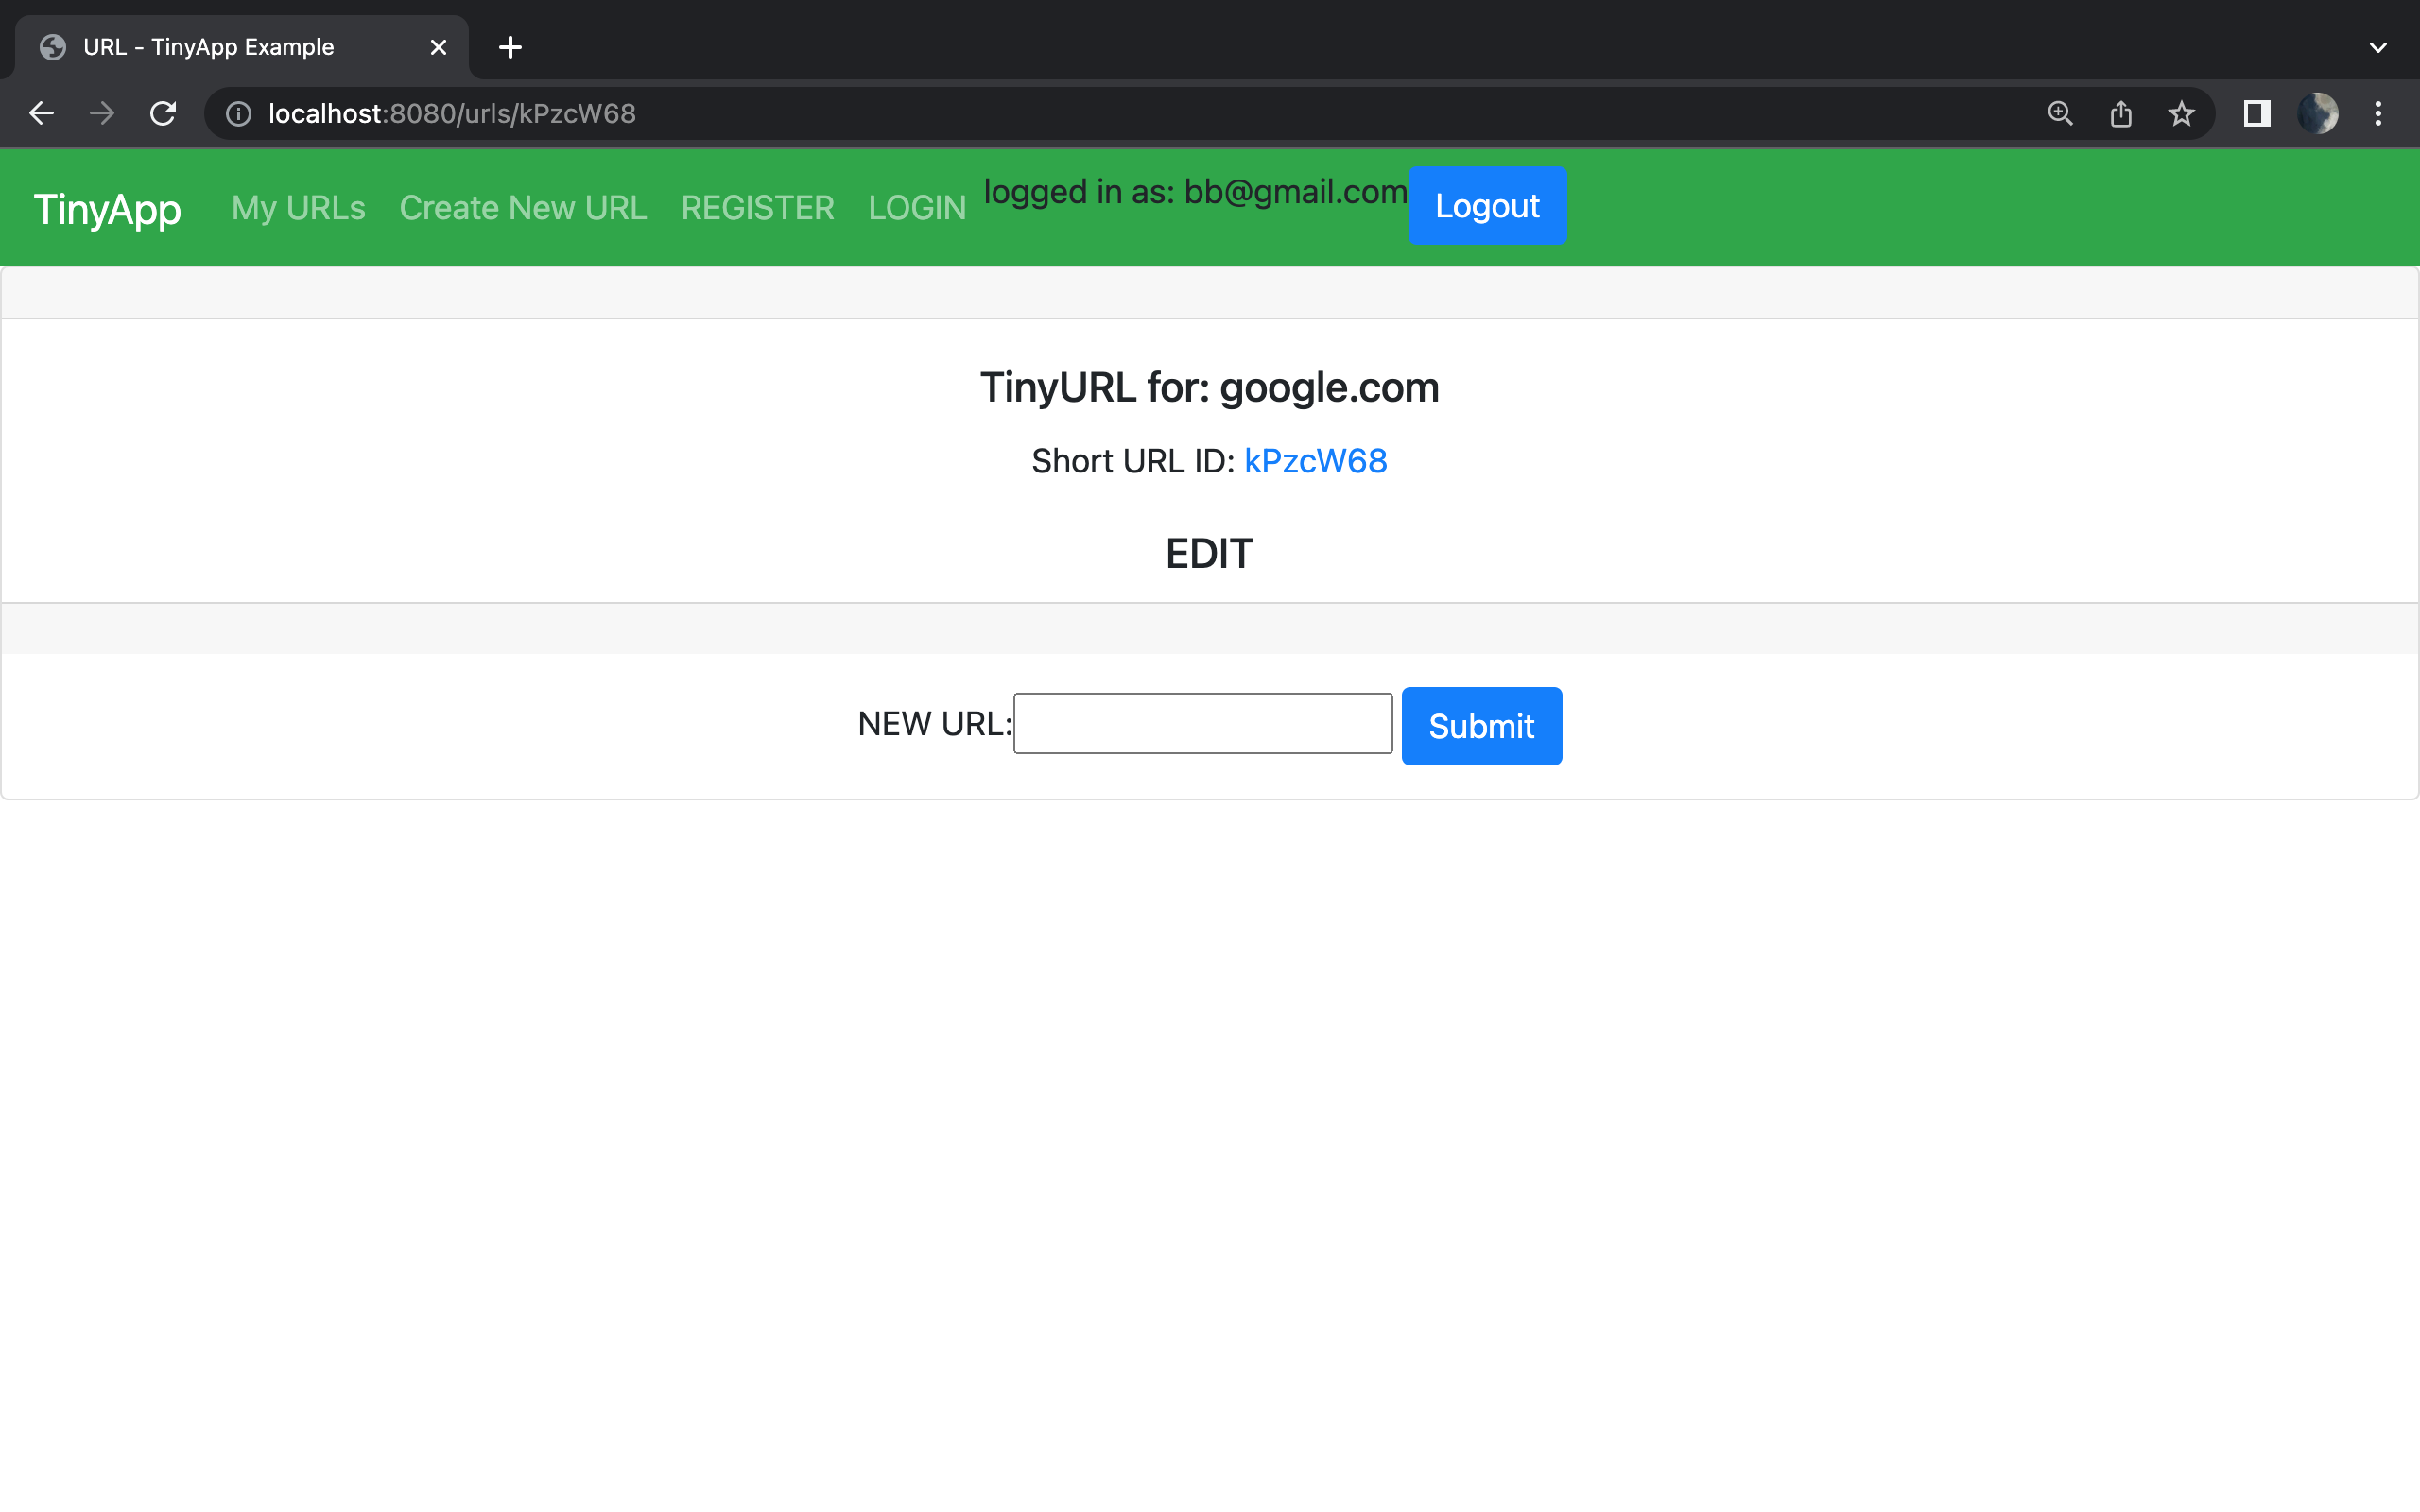 URL - TinyApp Example
localhost:8080/urls/kPzcW68
TinyApp My URLs Create New URL REGISTER LOGIN logged in as: bb@gmail.com Logout
TinyURL for: google.com
Short URL ID: kPzcW68
EDIT
NEW URL: Submit